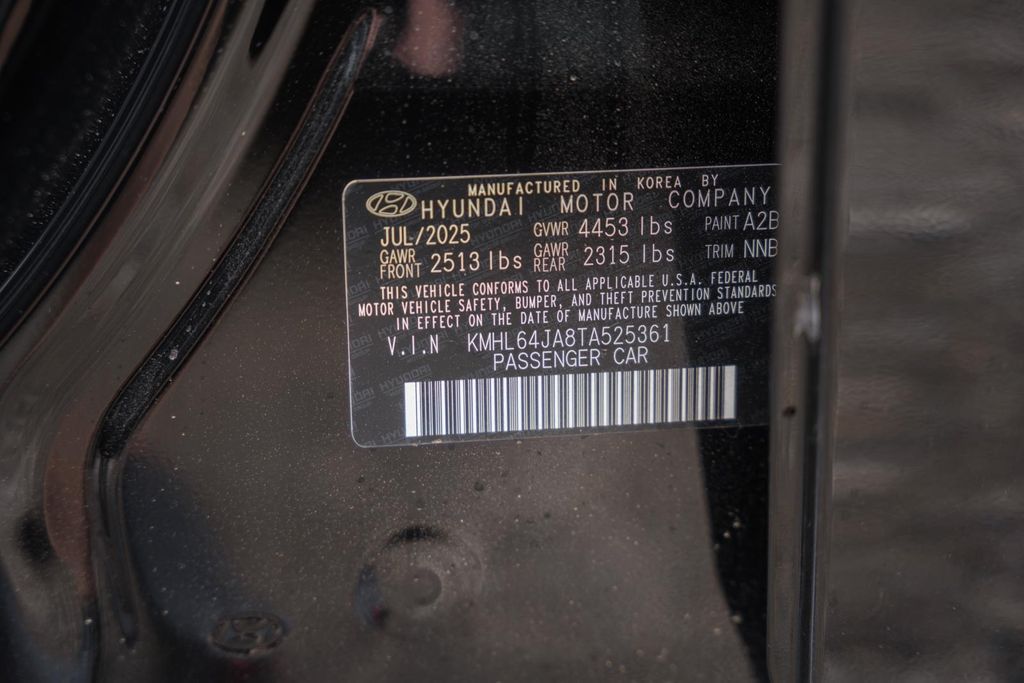 MANUFACTURED IN KOREA BY
HYUNDAI MOTOR COMPANY
JUL/2025 GVWR 4453 lbs PAINT A2B
GAWR FRONT 2513 lbs GAWR REAR 2315 lbs TRIM NNB
THIS VEHICLE CONFORMS TO ALL APPLICABLE U.S.A. FEDERAL
MOTOR VEHICLE SAFETY, BUMPER, AND THEFT PREVENTION STANDARDS
IN EFFECT ON THE DATE OF MANUFACTURE SHOWN ABOVE
V.I.N KMHL64JA8TA525361
PASSENGER CAR